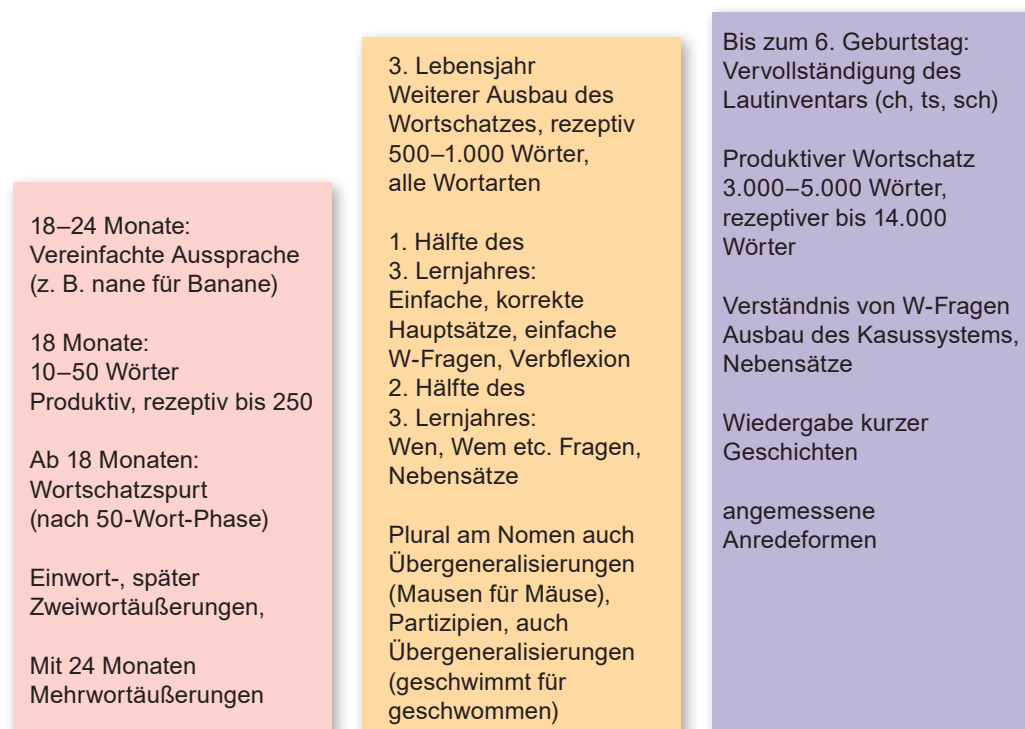 18–24 Monate:
Vereinfachte Aussprache
(z. B. nane für Banane)
18 Monate:
10–50 Wörter
Produktiv, rezeptiv bis 250
Ab 18 Monaten:
Wortschatzspurt
(nach 50-Wort-Phase)
Einwort-, später
Zweiwortäußerungen,
Mit 24 Monaten
Mehrwortäußerungen
3. Lebensjahr
Weiterer Ausbau des
Wortschatzes, rezeptiv
500–1.000 Wörter,
alle Wortarten
1. Hälfte des
3. Lernjahres:
Einfache, korrekte
Hauptsätze, einfache
W-Fragen, Verbflexion
2. Hälfte des
3. Lernjahres:
Wen, Wem etc. Fragen,
Nebensätze
Plural am Nomen auch
Übergeneralisierungen
(Mausen für Mäuse),
Partizipien, auch
Übergeneralisierungen
(geschwimmt für
geschwommen)
Bis zum 6. Geburtstag:
Vervollständigung des
Lautinventars (ch, ts, sch)
Produktiver Wortschatz
3.000–5.000 Wörter,
rezeptiver bis 14.000
Wörter
Verständnis von W-Fragen
Ausbau des Kasussystems,
Nebensätze
Wiedergabe kurzer
Geschichten
angemessene
Anredeformen